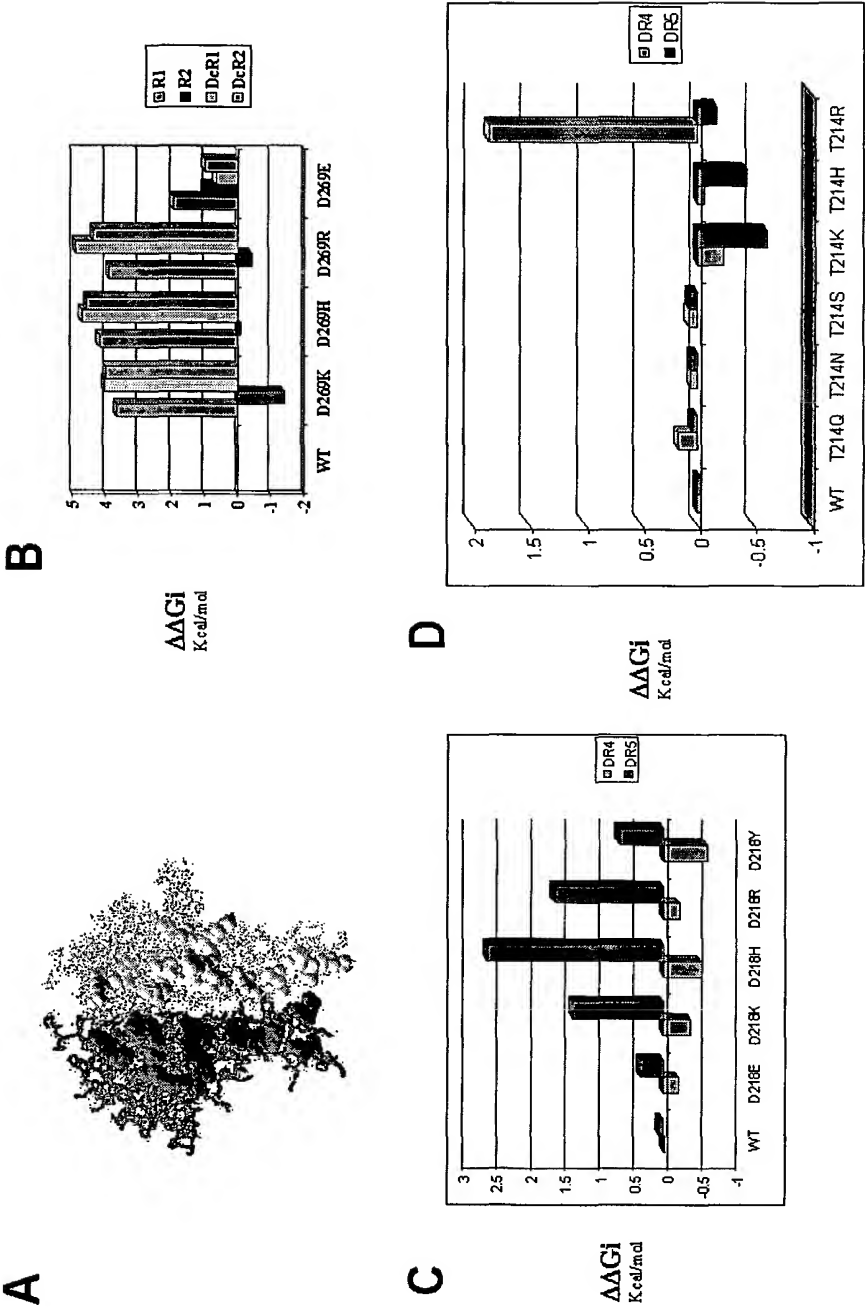 A
B
ΔΔGi
Kcal/mol
5
4
3
2
1
0
-1
-2
WT
D269K
D269H
D269R
D269E
R1
R2
DcR1
DcR2
C
ΔΔGi
Kcal/mol
3
2.5
2
1.5
1
0.5
0
-0.5
-1
WT
D218E
D218K
D218H
D218R
D218Y
DR4
DR5
D
ΔΔGi
Kcal/mol
2
1.5
1
0.5
0
-0.5
-1
WT
T214Q
T214N
T214S
T214K
T214H
T214R
DR4
DR5